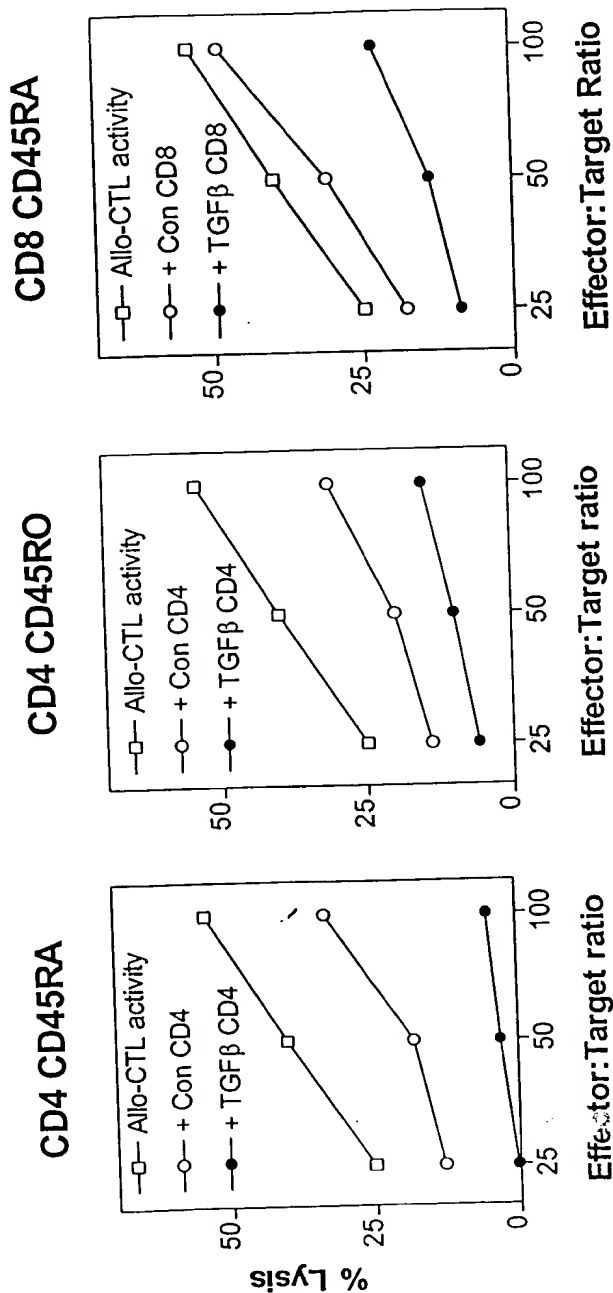 CD4 CD45RA
% Lysis
50
25
0
Allo-CTL activity
+ Con CD4
+ TGFβ CD4
25
50
100
Effector:Target ratio
CD4 CD45RO
50
25
0
Allo-CTL activity
+ Con CD4
+ TGFβ CD4
25
50
100
Effector:Target ratio
CD8 CD45RA
50
25
0
Allo-CTL activity
+ Con CD8
+ TGFβ CD8
25
50
100
Effector:Target Ratio